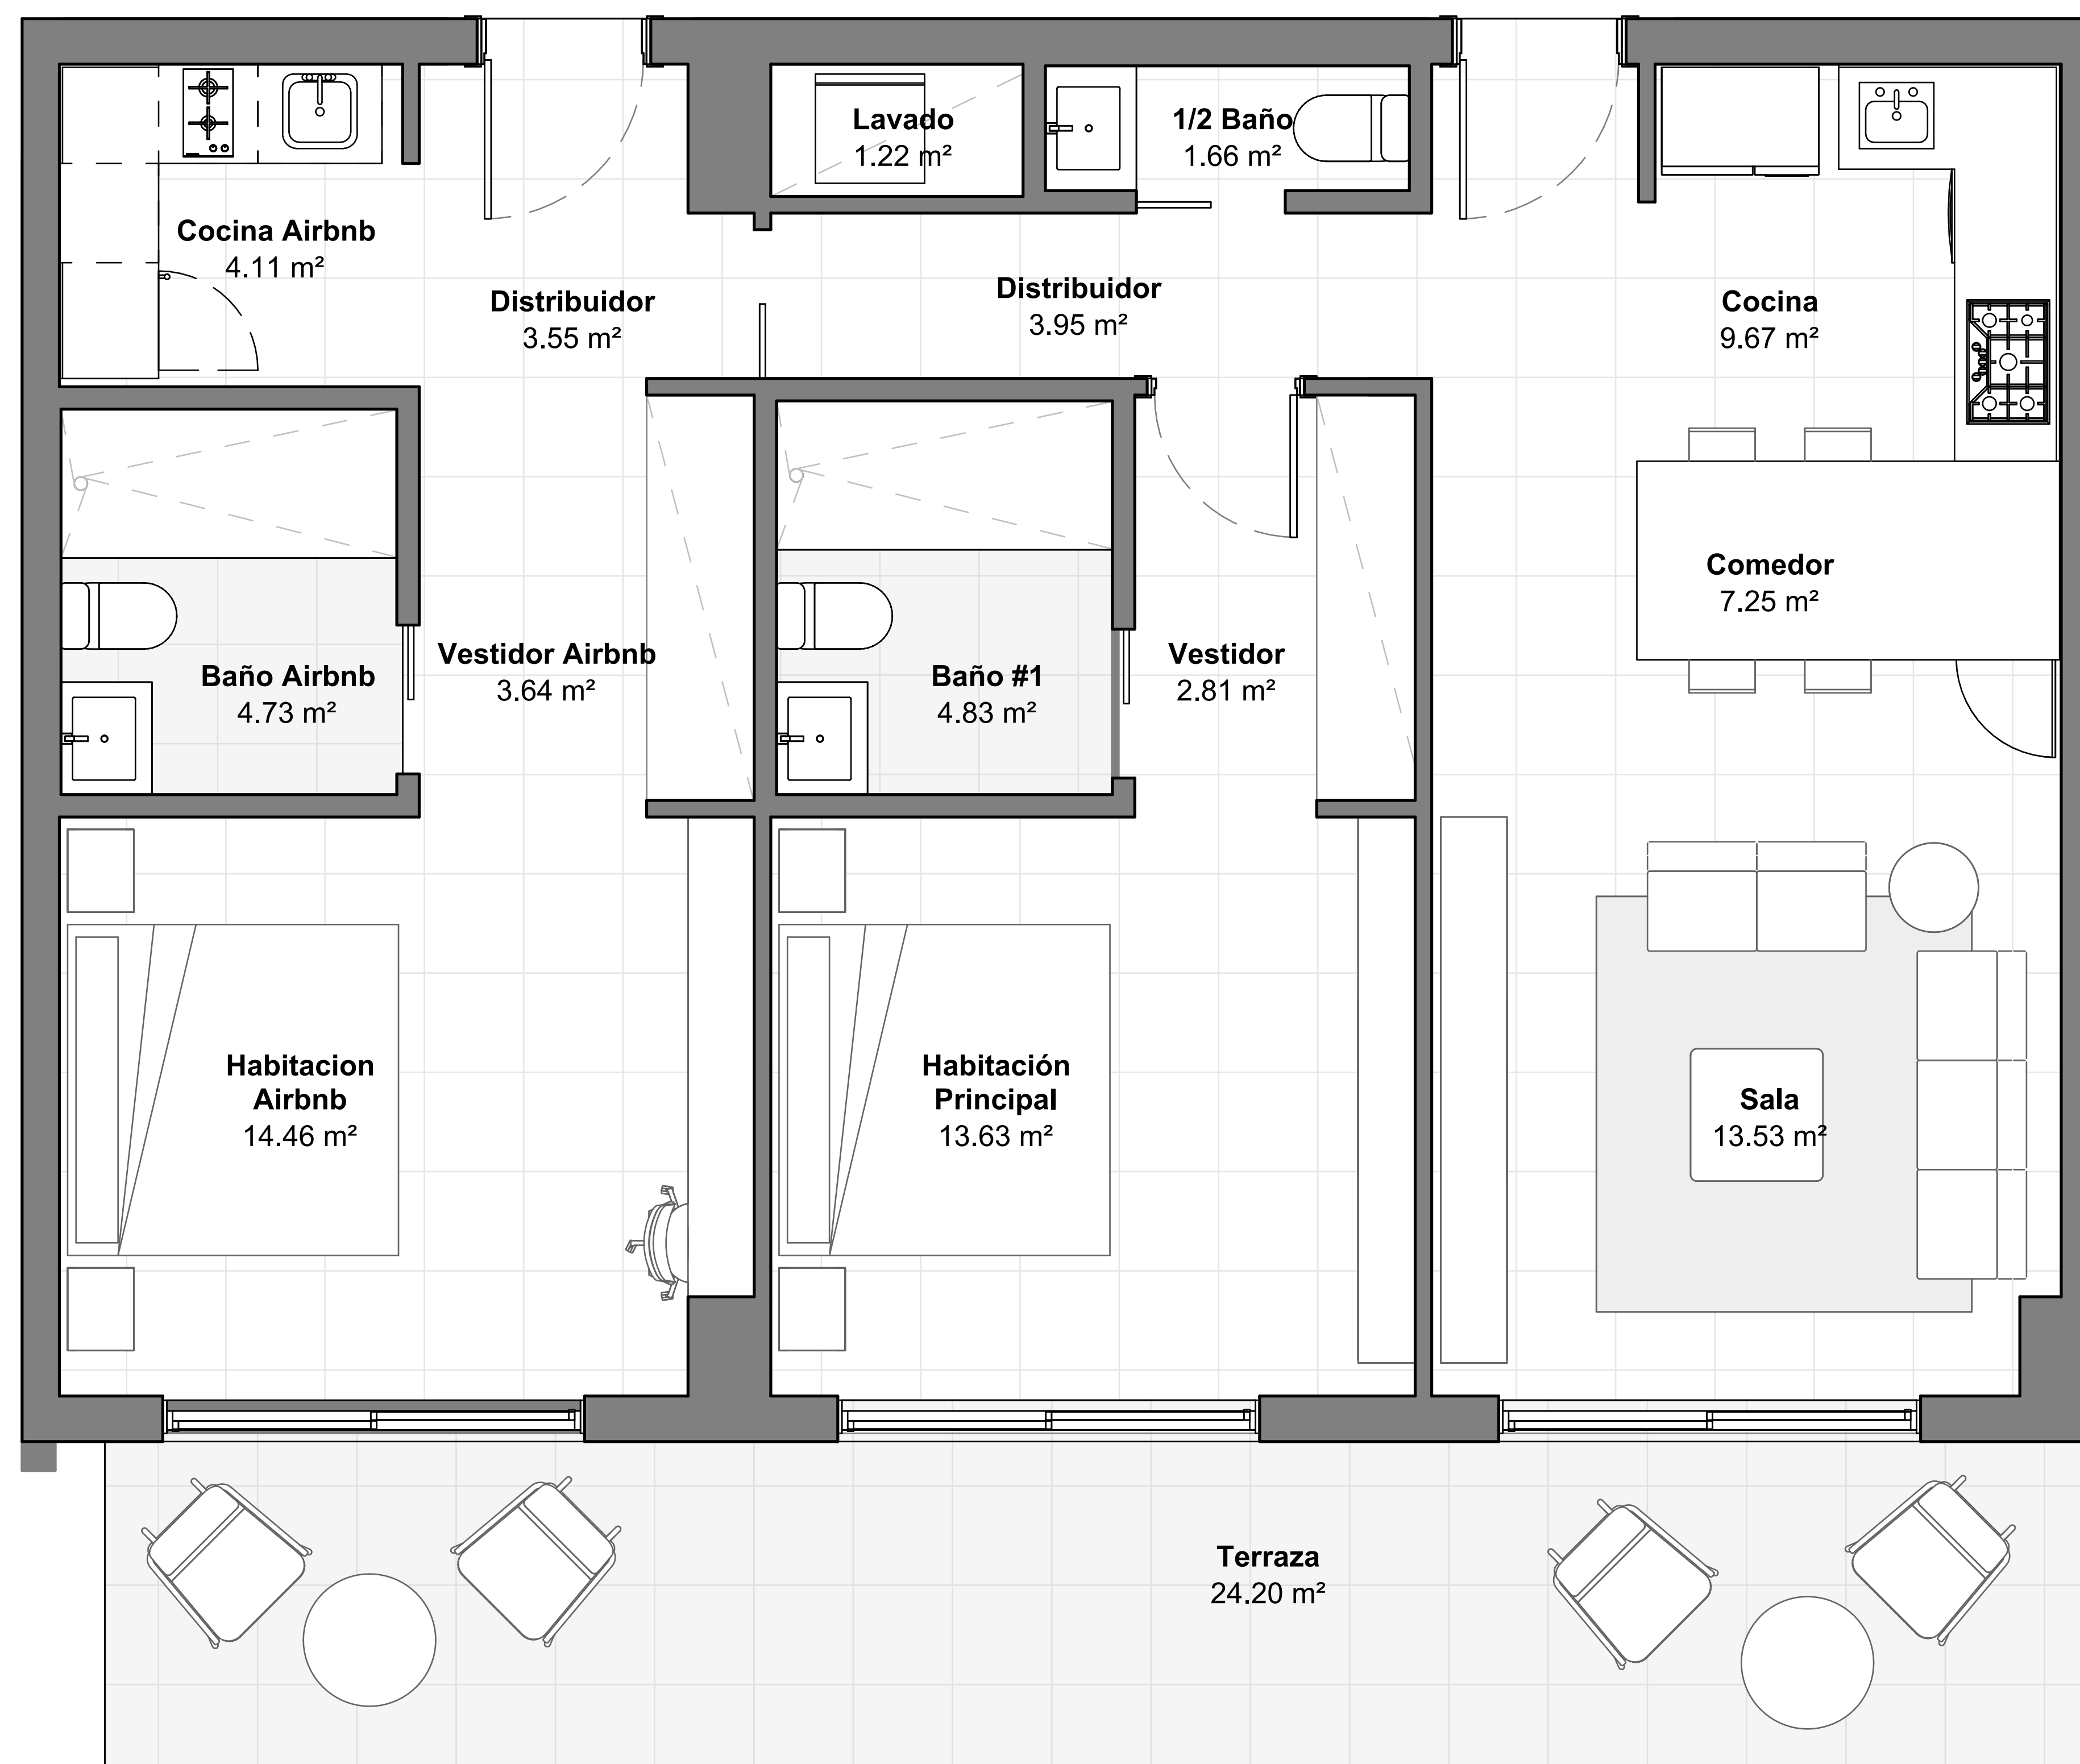 Lavado
1.22 m²
1/2 Baño
1.66 m²
Cocina Airbnb
4.11 m²
Distribuidor
3.55 m²
Distribuidor
3.95 m²
Cocina
9.67 m²
Comedor
7.25 m²
Baño Airbnb
4.73 m²
Vestidor Airbnb
3.64 m²
Baño #1
4.83 m²
Vestidor
2.81 m²
Habitacion
Airbnb
14.46 m²
Habitación
Principal
13.63 m²
Sala
13.53 m²
Terraza
24.20 m²